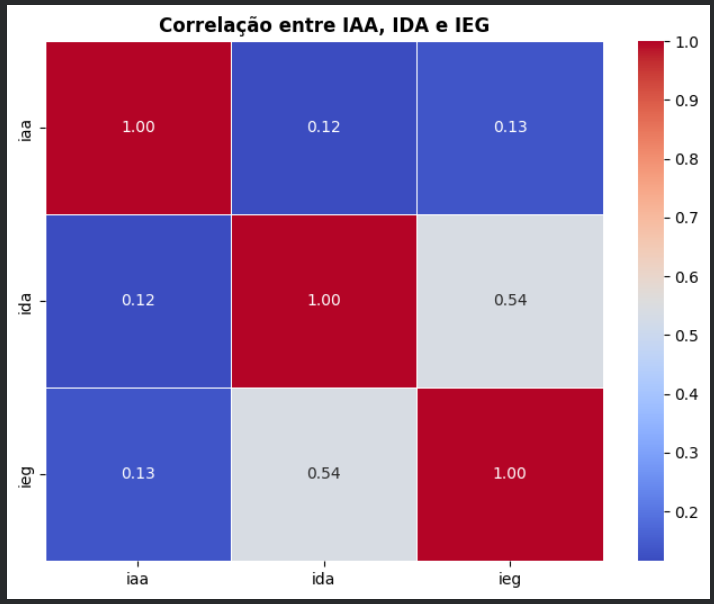 Correlação entre IAA, IDA e IEG
iaa 1.00 0.12 0.13
ida 0.12 1.00 0.54
ieg 0.13 0.54 1.00
iaa ida ieg
1.0
0.9
0.8
0.7
0.6
0.5
0.4
0.3
0.2